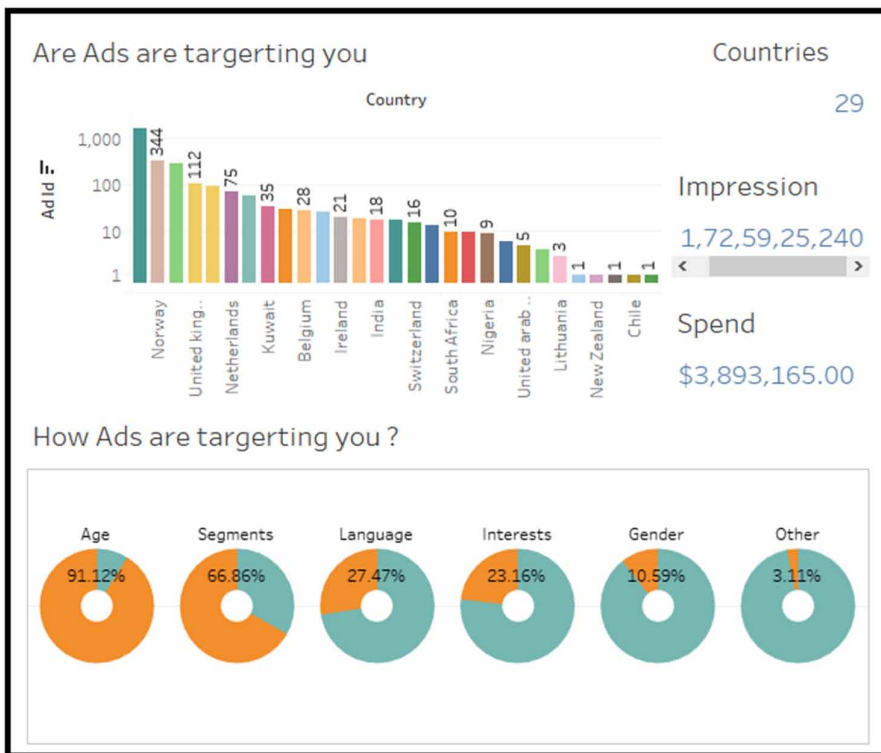 Are Ads are targerting you
Countries
29
Country
Ad Id
1,000
100
10
1
344
112
75
35
28
21
18
16
10
9
5
3
1
1
1
Norway
United king..
Netherlands
Kuwait
Belgium
Ireland
India
Switzerland
South Africa
Nigeria
United arab ..
Lithuania
New Zealand
Chile
Impression
1,72,59,25,240
Spend
$3,893,165.00
How Ads are targerting you ?
Age
Segments
Language
Interests
Gender
Other
91.12%
66.86%
27.47%
23.16%
10.59%
3.11%